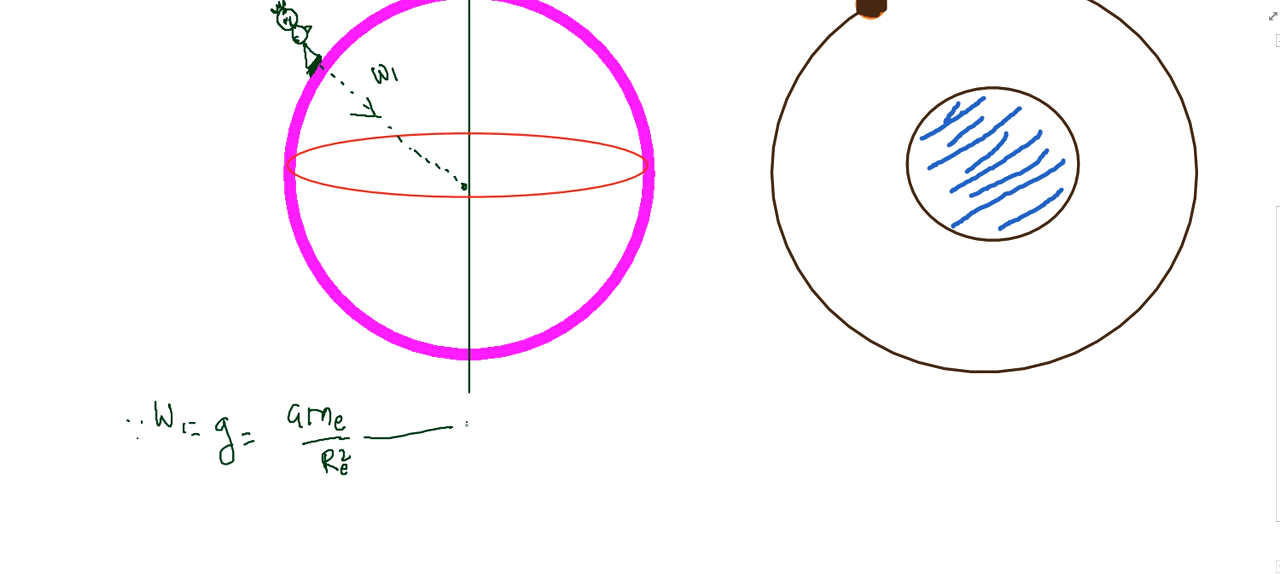 W1
∵ W1 = g = Gme / Re²